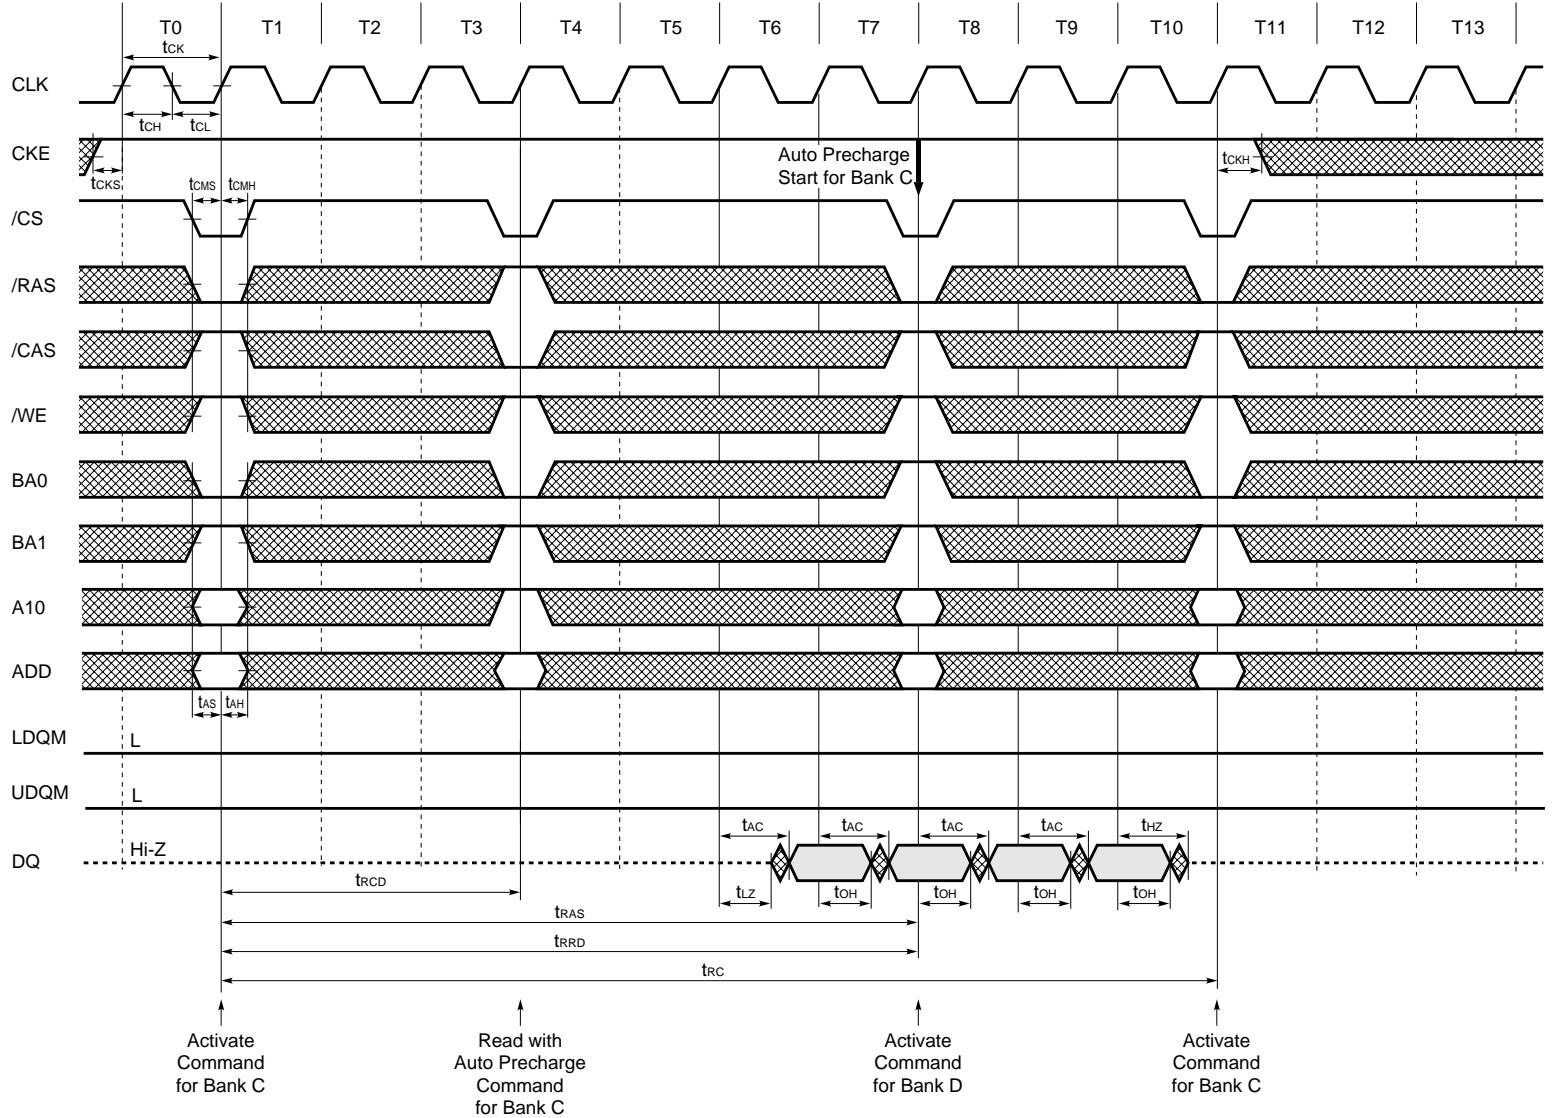 T0 T1 T2 T3 T4 T5 T6 T7 T8 T9 T10 T11 T12 T13
tCK
CLK
tCH tCL
CKE
Auto Precharge
Start for Bank C
tCKH
tCKS
tCMS tCMH
/CS
/RAS
/CAS
/WE
BA0
BA1
A10
ADD
tAS tAH
LDQM L
UDQM L
tAC tAC tAC tAC tHZ
DQ Hi-Z
tRCD
tLZ tOH tOH tOH tOH
tRAS
tRRD
tRC
Activate
Command
for Bank C
Read with
Auto Precharge
Command
for Bank C
Activate
Command
for Bank D
Activate
Command
for Bank C